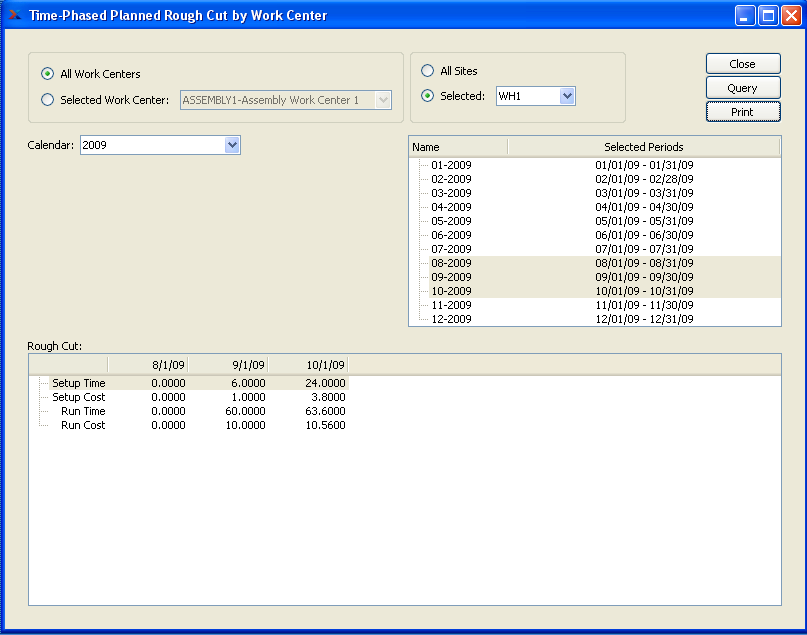 Time-Phased Planned Rough Cut by Work Center
All Work Centers
Selected Work Center: ASSEMBLY1-Assembly Work Center 1
All Sites
Selected: WH1
Close
Query
Print
Calendar: 2009
Name Selected Periods
01-2009 01/01/09 - 01/31/09
02-2009 02/01/09 - 02/28/09
03-2009 03/01/09 - 03/31/09
04-2009 04/01/09 - 04/30/09
05-2009 05/01/09 - 05/31/09
06-2009 06/01/09 - 06/30/09
07-2009 07/01/09 - 07/31/09
08-2009 08/01/09 - 08/31/09
09-2009 09/01/09 - 09/30/09
10-2009 10/01/09 - 10/31/09
11-2009 11/01/09 - 11/30/09
12-2009 12/01/09 - 12/31/09
Rough Cut:
8/1/09 9/1/09 10/1/09
Setup Time 0.0000 6.0000 24.0000
Setup Cost 0.0000 1.0000 3.8000
Run Time 0.0000 60.0000 63.6000
Run Cost 0.0000 10.0000 10.5600